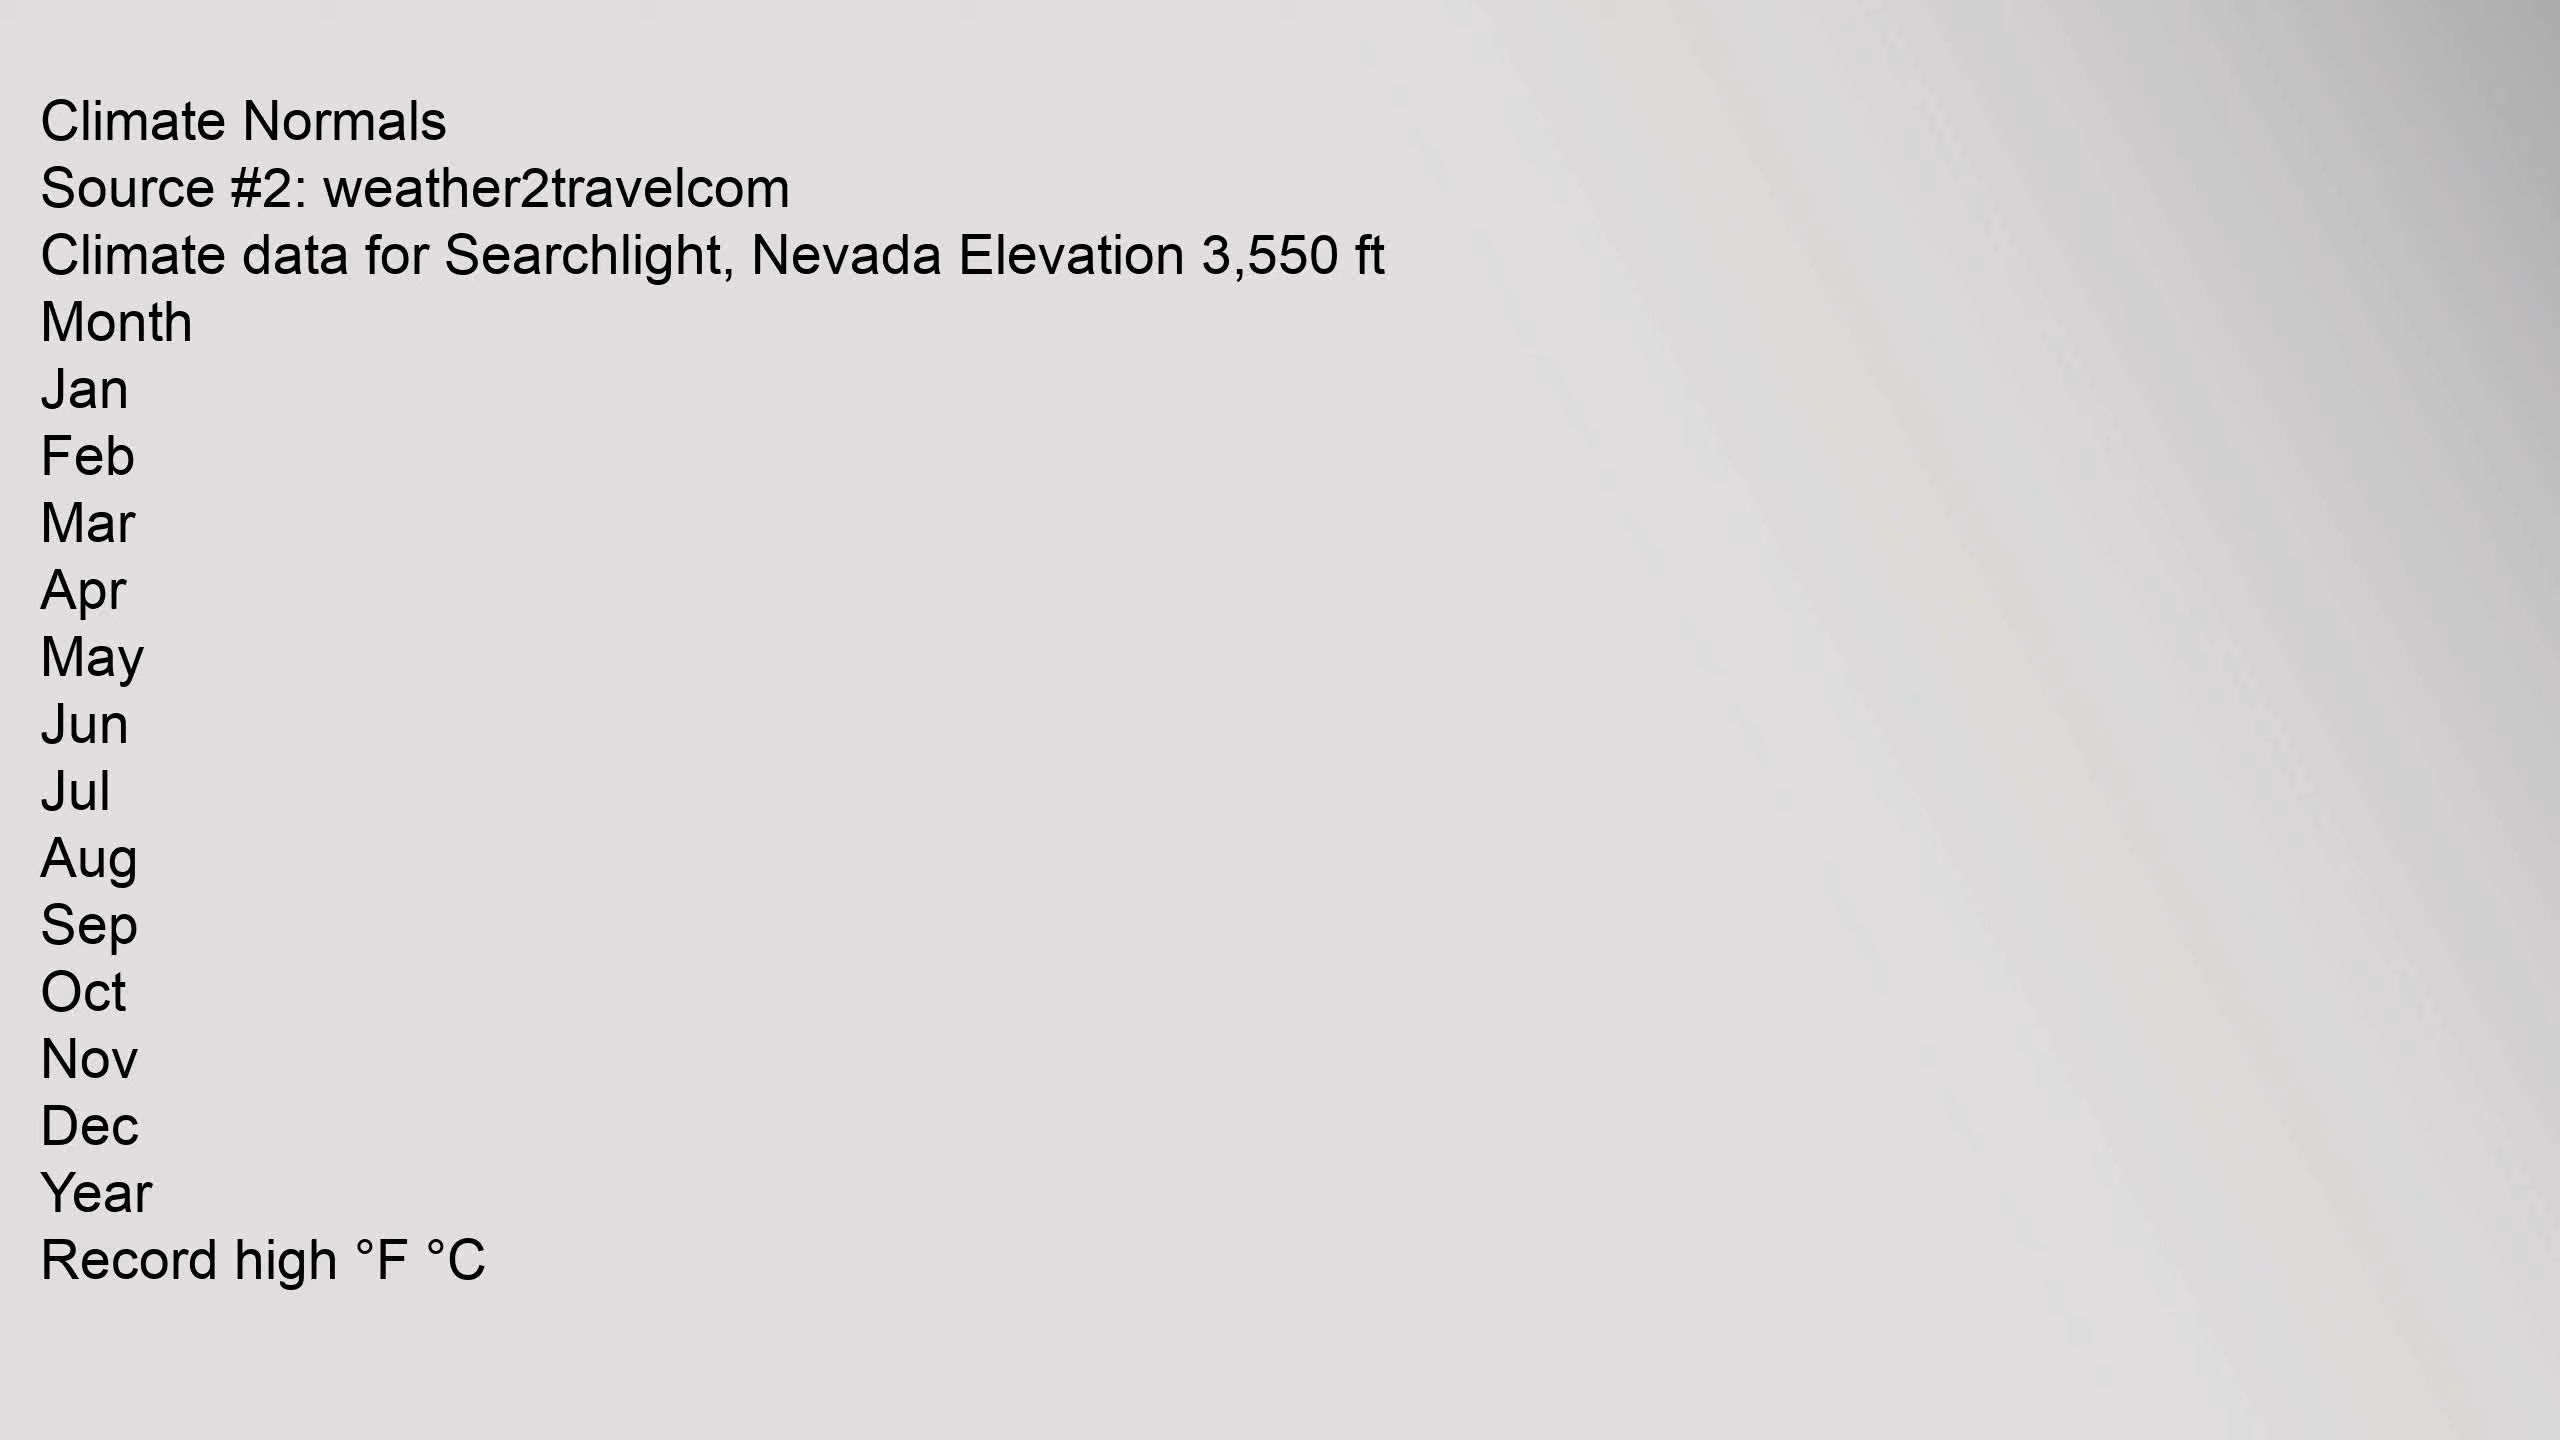 Climate Normals
Source #2: weather2travelcom
Climate data for Searchlight, Nevada Elevation 3,550 ft
Month
Jan
Feb
Mar
Apr
May
Jun
Jul
Aug
Sep
Oct
Nov
Dec
Year
Record high °F °C